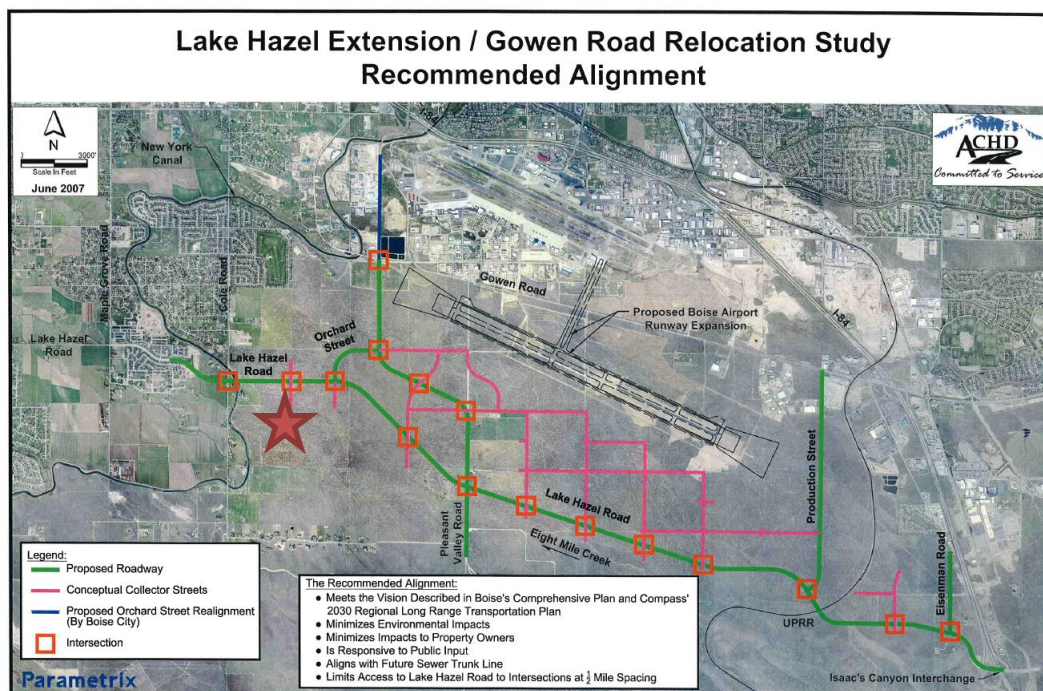 Lake Hazel Extension / Gowen Road Relocation Study
Recommended Alignment
N
0 3000'
Scale In Feet
June 2007
New York
Canal
I-84
ACHD
Committed to Service
Maple Grove Road
Cole Road
Gowen Road
Proposed Boise Airport
Runway Expansion
I-84
Lake Hazel
Road
Lake Hazel
Road
Orchard
Street
Production Street
Pleasant
Valley Road
Lake Hazel Road
Eight Mile Creek
Eisenman Road
UPRR
Isaac's Canyon Interchange
Legend:
Proposed Roadway
Conceptual Collector Streets
Proposed Orchard Street Realignment
(By Boise City)
Intersection
The Recommended Alignment:
• Meets the Vision Described in Boise's Comprehensive Plan and Compass'
2030 Regional Long Range Transportation Plan
• Minimizes Environmental Impacts
• Minimizes Impacts to Property Owners
• Is Responsive to Public Input
• Aligns with Future Sewer Trunk Line
• Limits Access to Lake Hazel Road to Intersections at ½ Mile Spacing
Parametrix